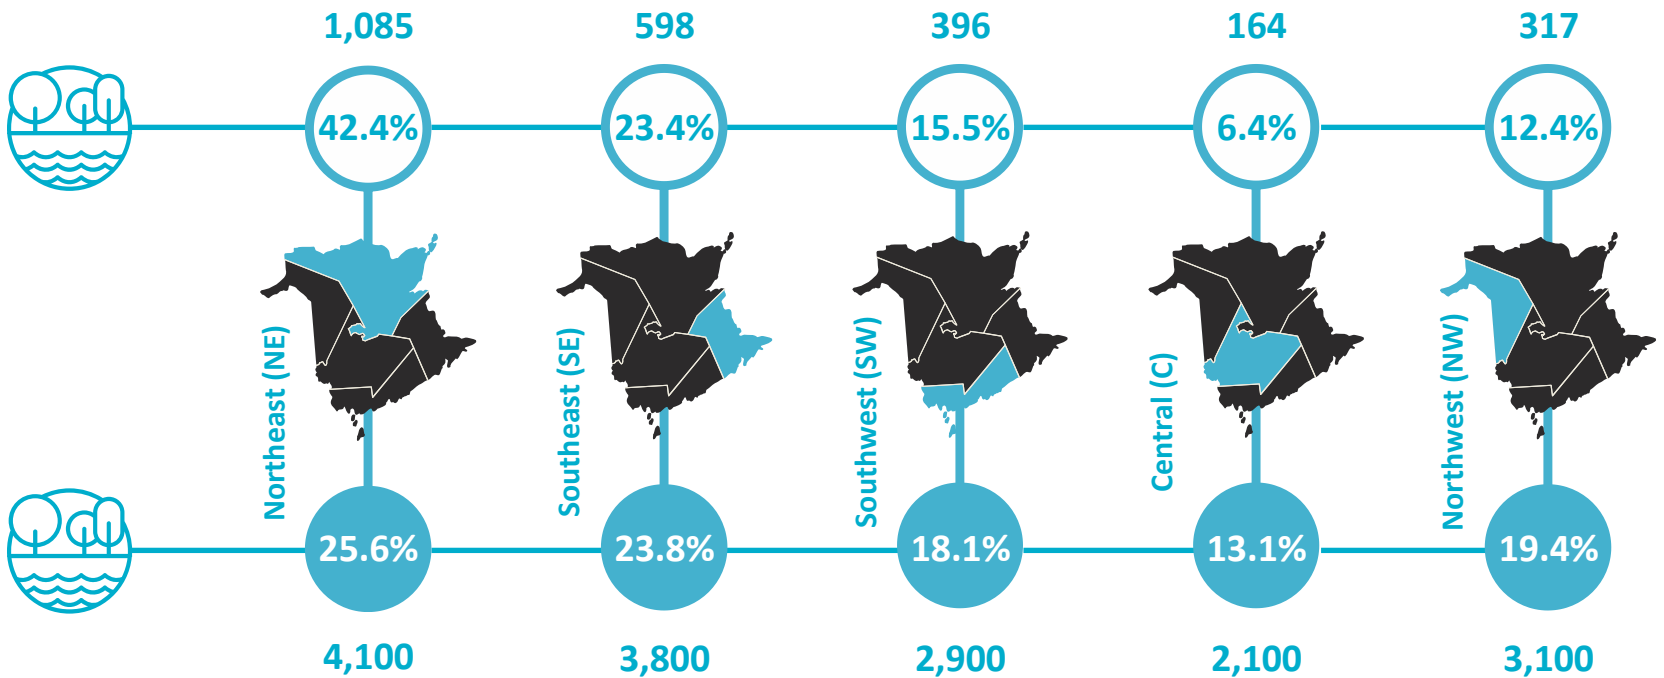 1,085 598 396 164 317
42.4% 23.4% 15.5% 6.4% 12.4%
Northeast (NE)
Southeast (SE)
Southwest (SW)
Central (C)
Northwest (NW)
25.6% 23.8% 18.1% 13.1% 19.4%
4,100 3,800 2,900 2,100 3,100